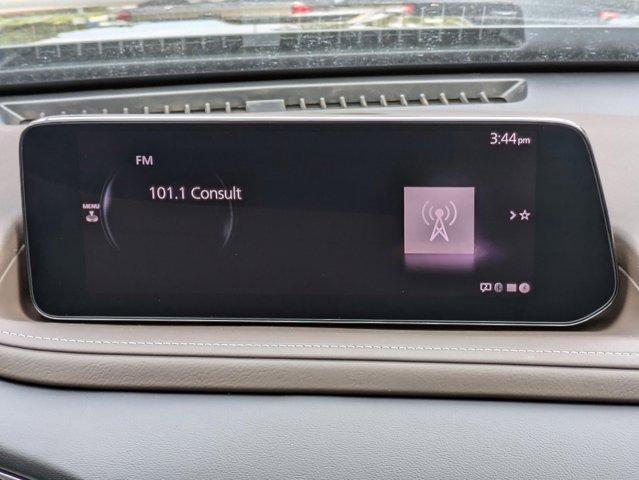 3:44pm
FM
101.1 Consult
MENU